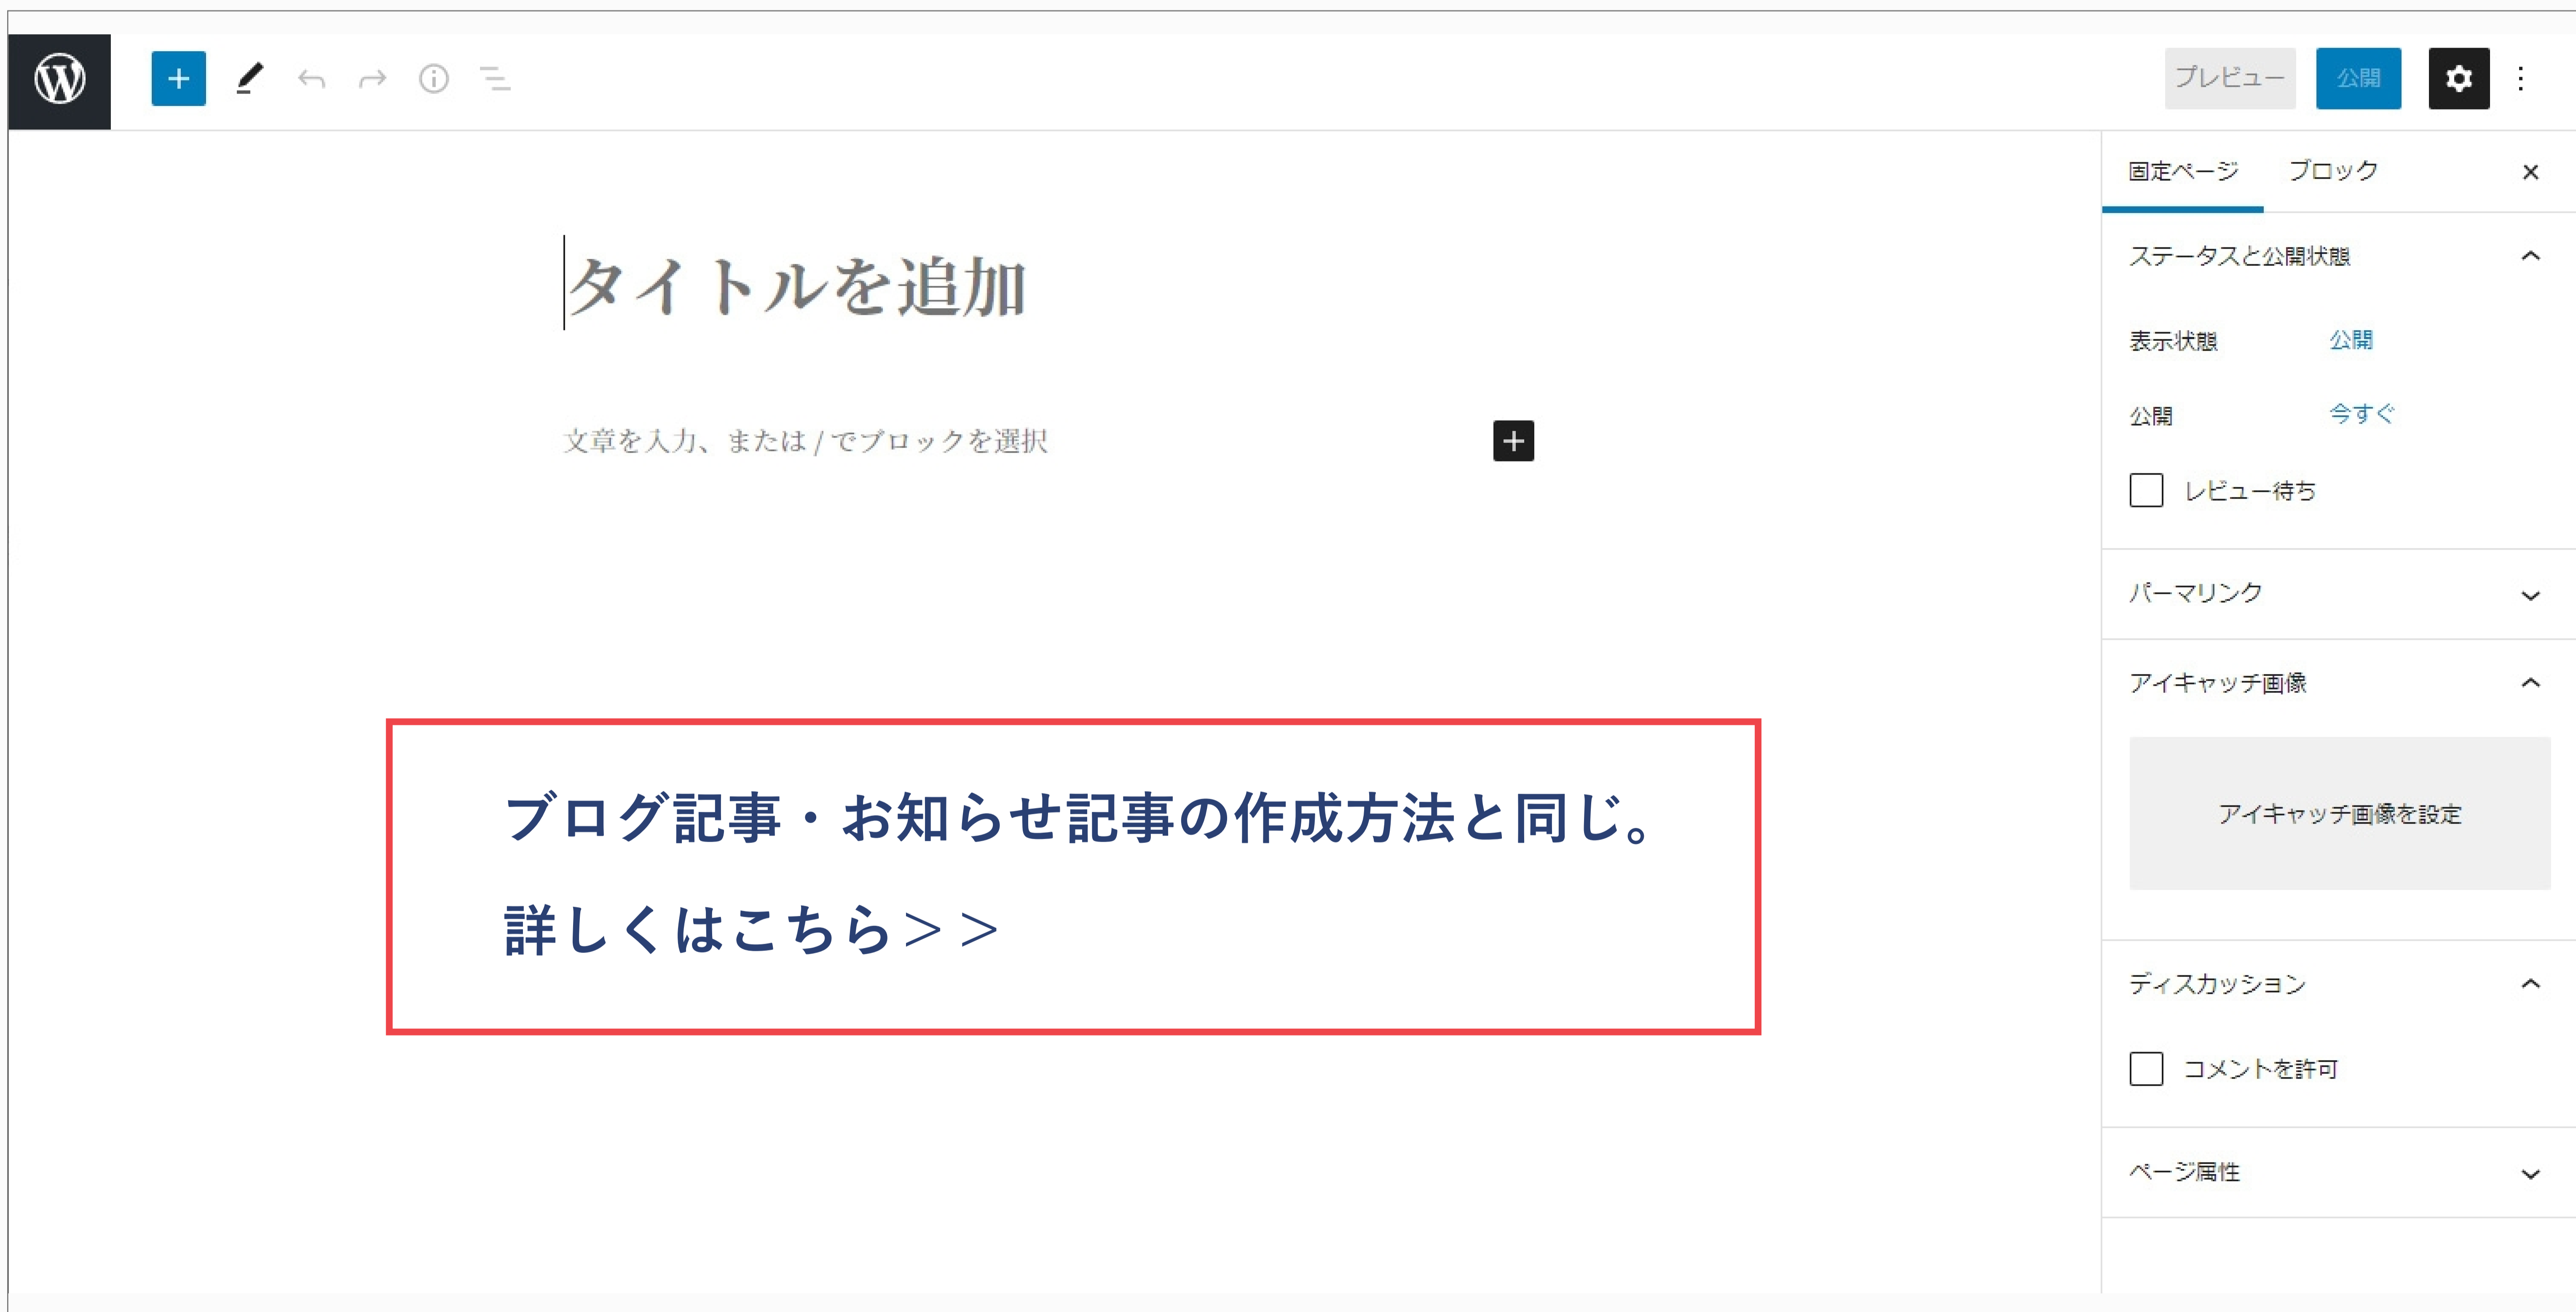 プレビュー
公開
固定ページ
ブロック
タイトルを追加
文章を入力、または / でブロックを選択
ステータスと公開状態
表示状態 公開
公開 今すぐ
レビュー待ち
パーマリンク
アイキャッチ画像
アイキャッチ画像を設定
ブログ記事・お知らせ記事の作成方法と同じ。
詳しくはこちら＞＞
ディスカッション
コメントを許可
ページ属性